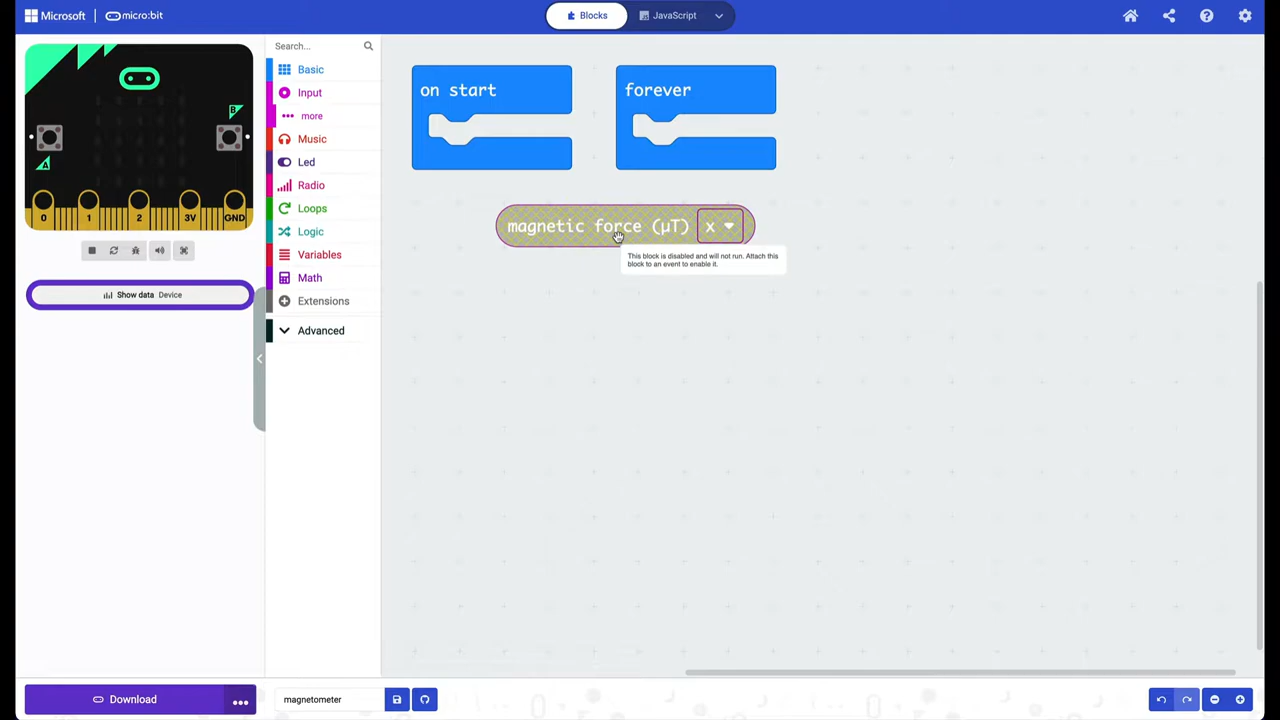 Microsoft
micro:bit
Blocks
JavaScript
B
A
0 1 2 3V GND
Show data Device
Search...
Basic
Input
more
Music
Led
Radio
Loops
Logic
Variables
Math
Extensions
Advanced
on start
forever
magnetic force (µT) x
This block is disabled and will not run. Attach this
block to an event to enable it.
Download
magnetometer